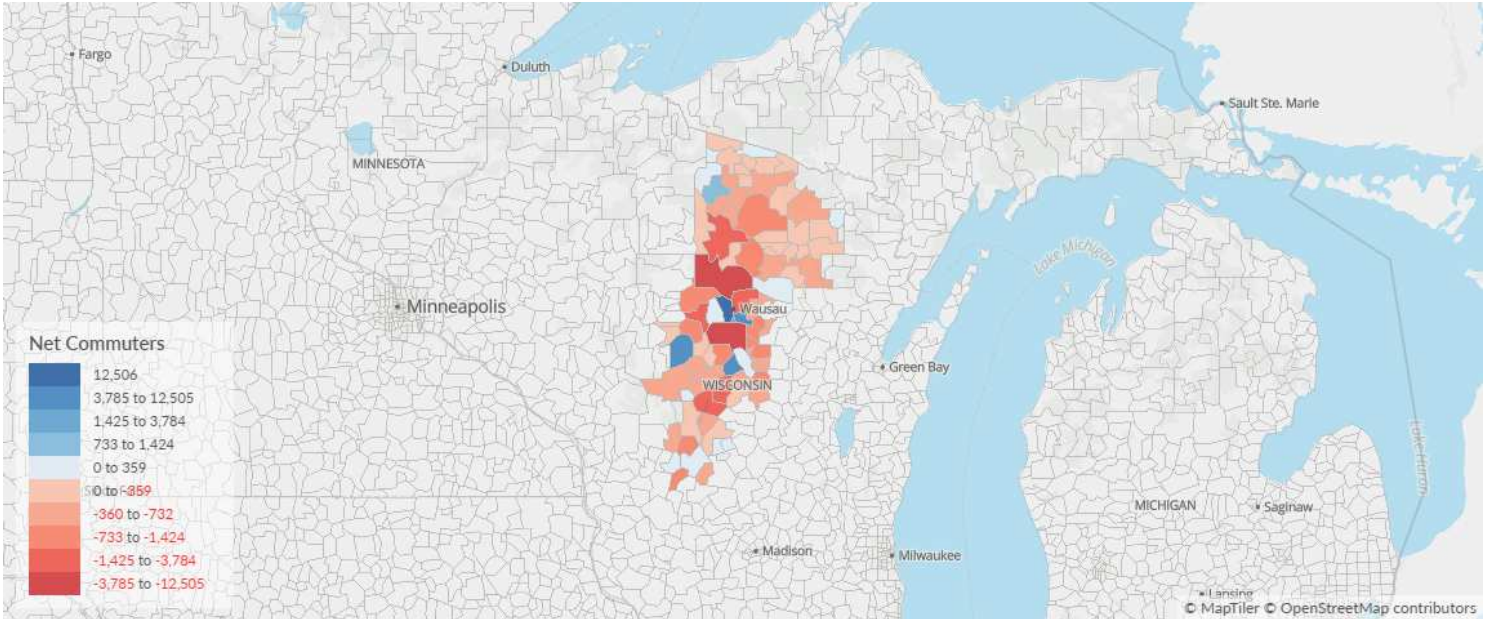 Fargo
Duluth
Sault Ste. Marie
MINNESOTA
Lake Michigan
Minneapolis
Wausau
Net Commuters
Green Bay
12,506
WISCONSIN
3,785 to 12,505
1,425 to 3,784
733 to 1,424
Lake Huron
0 to 359
0 to -359
MICHIGAN
Saginaw
-360 to -732
-733 to -1,424
Madison
Milwaukee
-1,425 to -3,784
-3,785 to -12,505
Lansing
© MapTiler © OpenStreetMap contributors